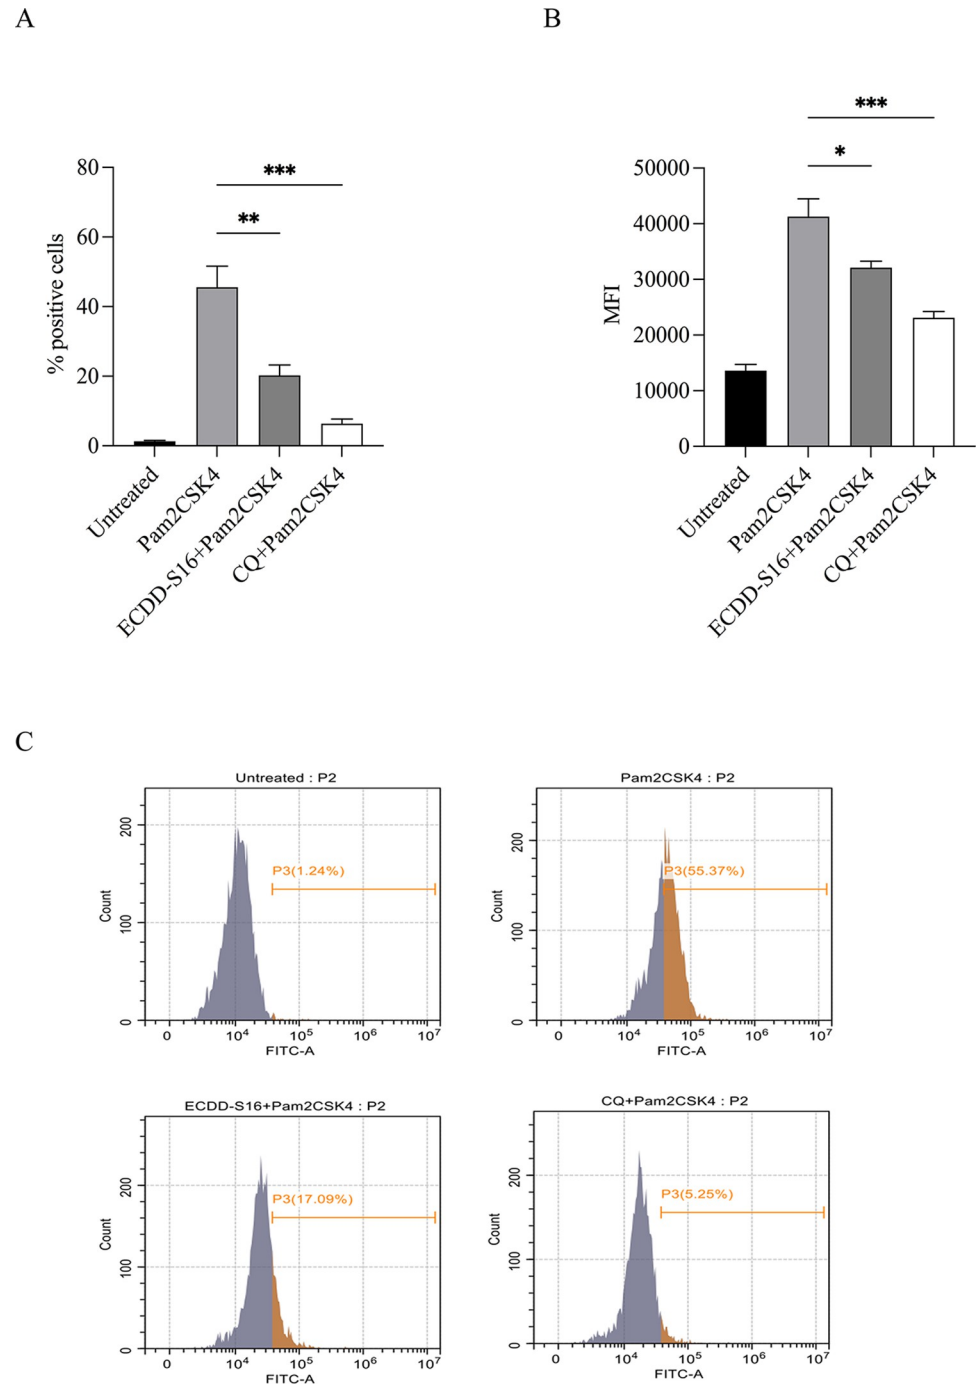 A
B
80
60
40
20
0
% positive cells
***
**
Untreated
Pam2CSK4
ECDD-S16+Pam2CSK4
CQ+Pam2CSK4
50000
40000
30000
20000
10000
0
MFI
***
*
Untreated
Pam2CSK4
ECDD-S16+Pam2CSK4
CQ+Pam2CSK4
C
Untreated : P2
200
100
0
Count
P3(1.24%)
0 10⁴ 10⁵ 10⁶ 10⁷
FITC-A
Pam2CSK4 : P2
200
100
0
Count
P3(55.37%)
0 10⁴ 10⁵ 10⁶ 10⁷
FITC-A
ECDD-S16+Pam2CSK4 : P2
200
100
0
Count
P3(17.09%)
0 10⁴ 10⁵ 10⁶ 10⁷
FITC-A
CQ+Pam2CSK4 : P2
200
100
0
Count
P3(5.25%)
0 10⁴ 10⁵ 10⁶ 10⁷
FITC-A